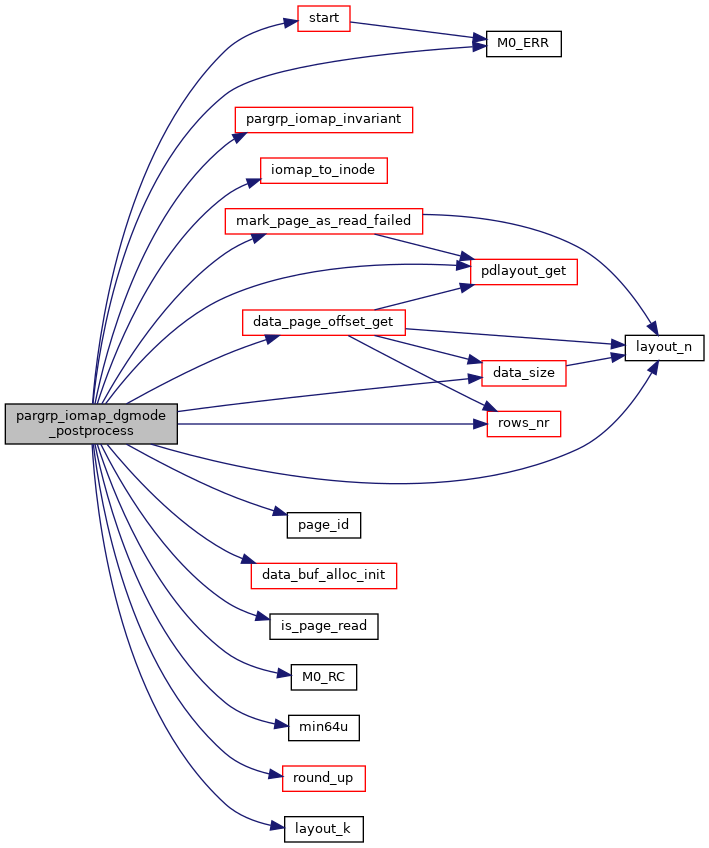 start
M0_ERR
pargrp_iomap_invariant
iomap_to_inode
mark_page_as_read_failed
pdlayout_get
data_page_offset_get
layout_n
data_size
pargrp_iomap_dgmode
_postprocess
rows_nr
page_id
data_buf_alloc_init
is_page_read
M0_RC
min64u
round_up
layout_k